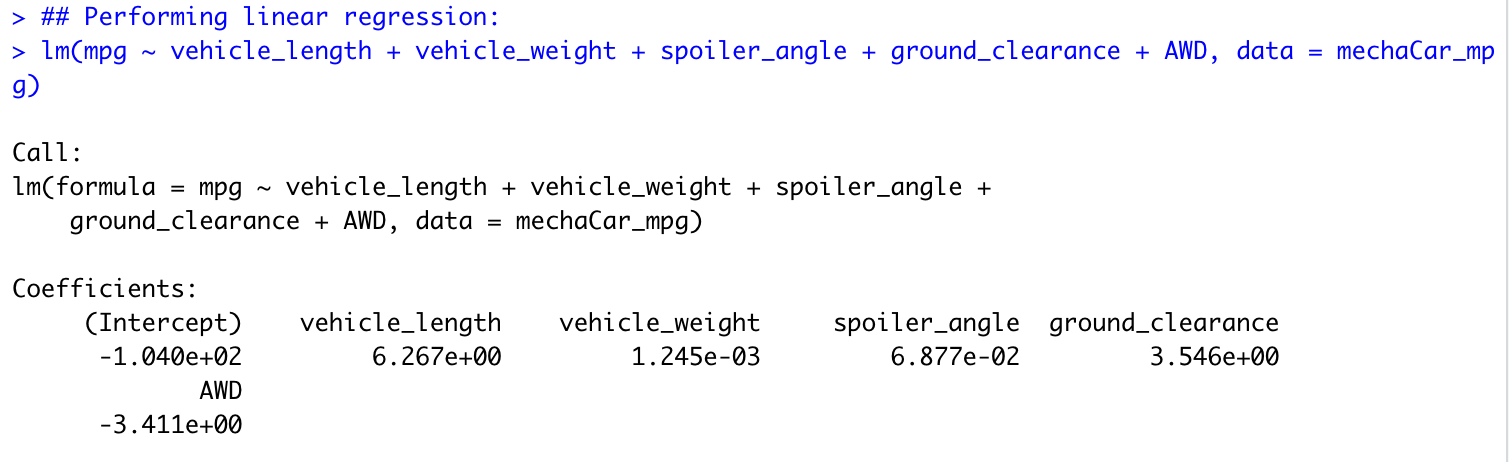 > ## Performing linear regression:
> lm(mpg ~ vehicle_length + vehicle_weight + spoiler_angle + ground_clearance + AWD, data = mechaCar_mp
g)
Call:
lm(formula = mpg ~ vehicle_length + vehicle_weight + spoiler_angle +
    ground_clearance + AWD, data = mechaCar_mpg)
Coefficients:
     (Intercept)    vehicle_length    vehicle_weight     spoiler_angle  ground_clearance
      -1.040e+02         6.267e+00         1.245e-03         6.877e-02         3.546e+00
             AWD
      -3.411e+00